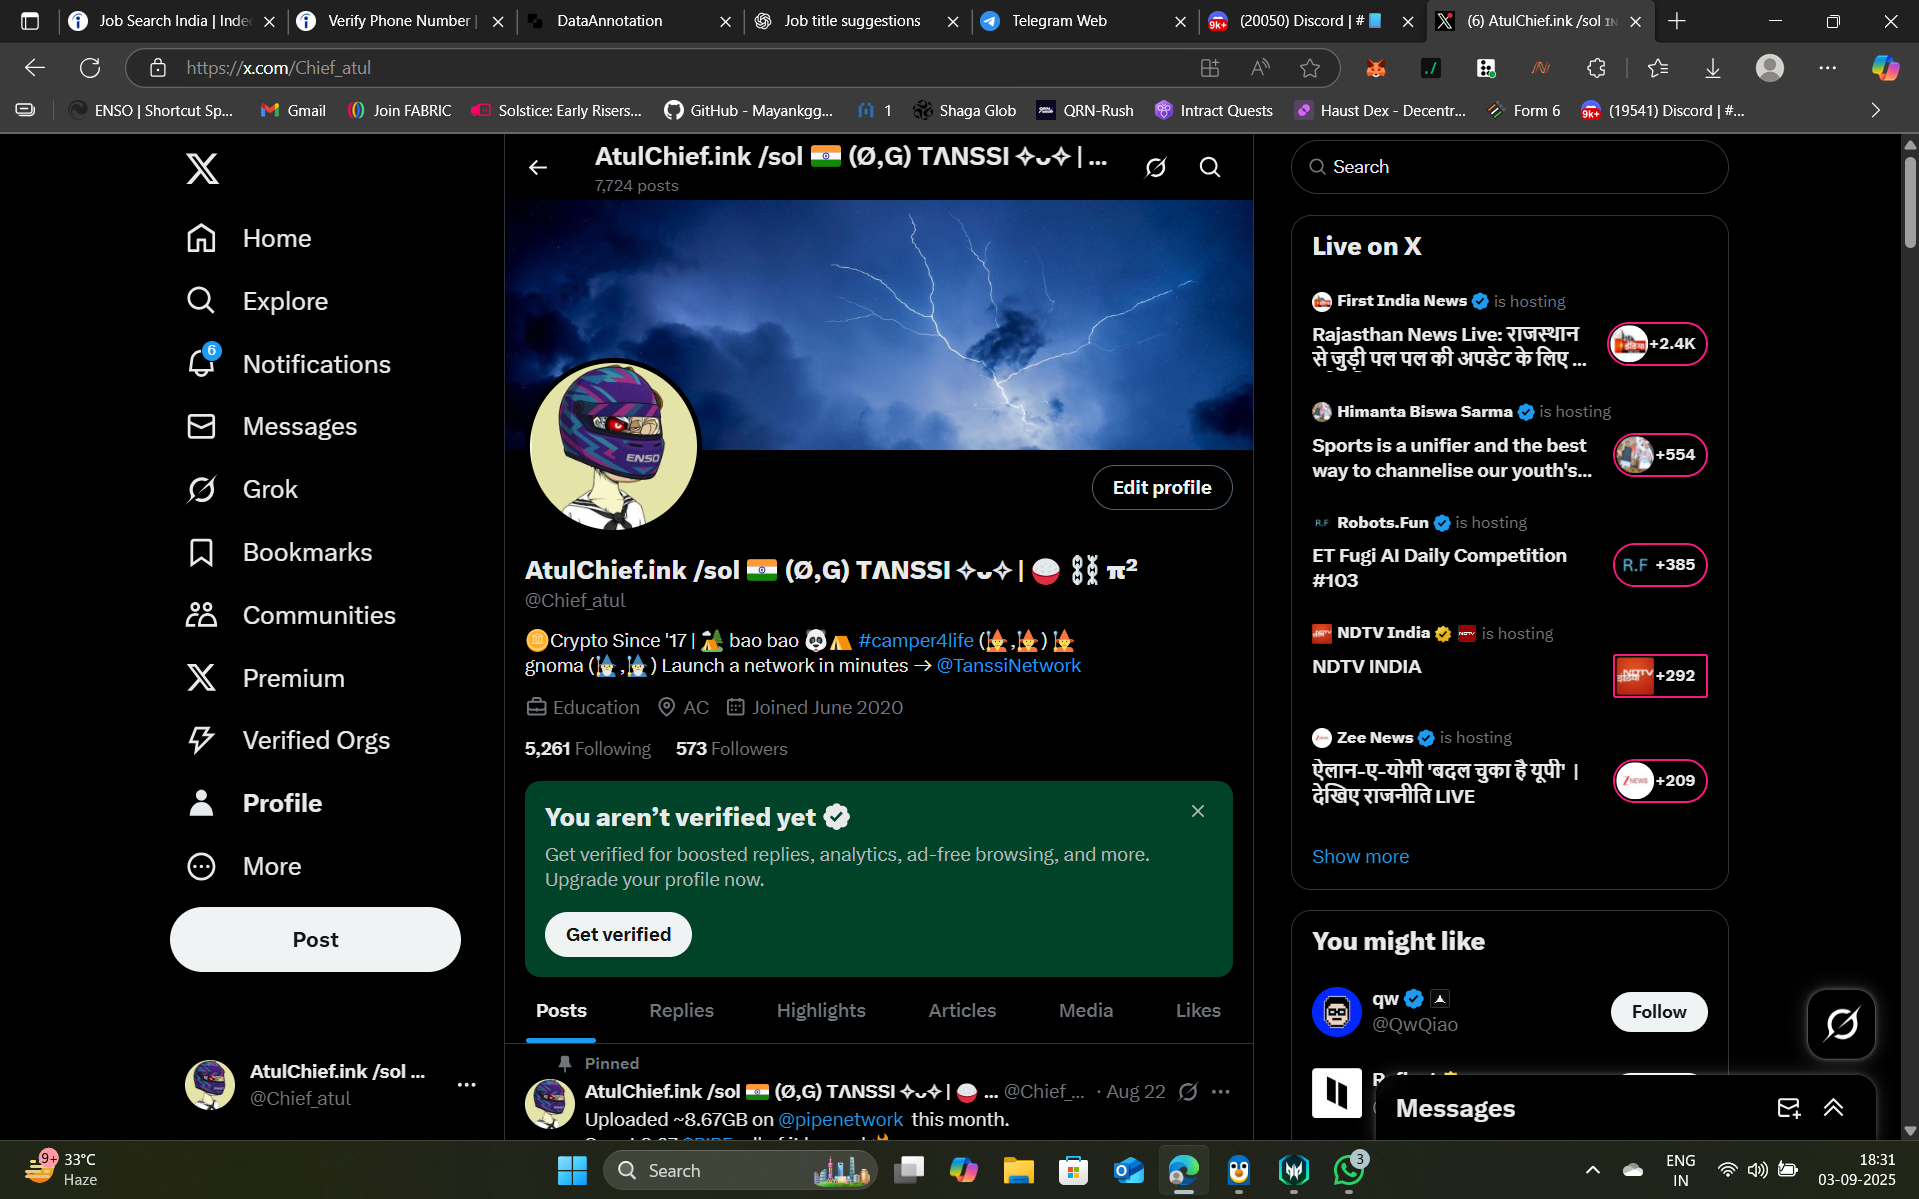 Job Search India | Inde
Verify Phone Number |
DataAnnotation
Job title suggestions
Telegram Web
9k+
(20050) Discord | #
(6) AtulChief.ink /sol IN
https://x.com/Chief_atul
ENSO | Shortcut Sp...
Gmail
Join FABRIC
Solstice: Early Risers...
GitHub - Mayankgg...
1
Shaga Glob
QRN-Rush
Intract Quests
Haust Dex - Decentr...
Form 6
9k+
(19541) Discord | #...
Home
Explore
6
Notifications
Messages
Grok
Bookmarks
Communities
Premium
Verified Orgs
Profile
More
Post
AtulChief.ink /sol ...
@Chief_atul
AtulChief.ink /sol 🇮🇳 (Ø,G) TΛNSSI ✧ᴗ✧ | ...
7,724 posts
ENSO
Edit profile
AtulChief.ink /sol 🇮🇳 (Ø,G) TΛNSSI ✧ᴗ✧ | 🍚 ⛓⛓ π²
@Chief_atul
🪙Crypto Since '17 | 🏕 bao bao 🐼⛺ #camper4life (🧙,🧙) 🧙
gnoma (🧙,🧙) Launch a network in minutes → @TanssiNetwork
Education AC Joined June 2020
5,261 Following 573 Followers
You aren't verified yet
Get verified for boosted replies, analytics, ad-free browsing, and more.
Upgrade your profile now.
Get verified
Posts
Replies
Highlights
Articles
Media
Likes
Pinned
AtulChief.ink /sol 🇮🇳 (Ø,G) TΛNSSI ✧ᴗ✧ | 🍚 ... @Chief_... · Aug 22
Uploaded ~8.67GB on @pipenetwork this month.
Search
Live on X
First India News is hosting
Rajasthan News Live: राजस्थान
से जुड़ी पल पल की अपडेट के लिए ...
+2.4K
Himanta Biswa Sarma is hosting
Sports is a unifier and the best
way to channelise our youth's...
+554
R.F Robots.Fun is hosting
ET Fugi AI Daily Competition
#103
R.F +385
NDTV India is hosting
NDTV INDIA
+292
Zee News is hosting
ऐलान-ए-योगी 'बदल चुका है यूपी' |
देखिए राजनीति LIVE
+209
Show more
You might like
qw
@QwQiao
Follow
Messages
9+
33°C
Haze
Search
3
ENG
IN
18:31
03-09-2025